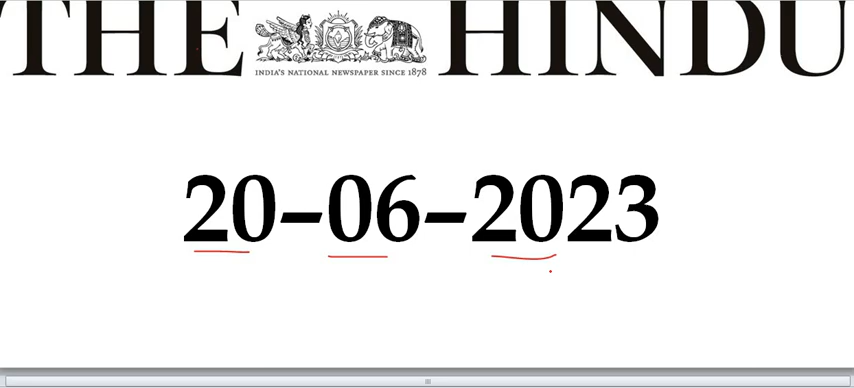 THE HINDU
INDIA'S NATIONAL NEWSPAPER SINCE 1878
20–06–2023